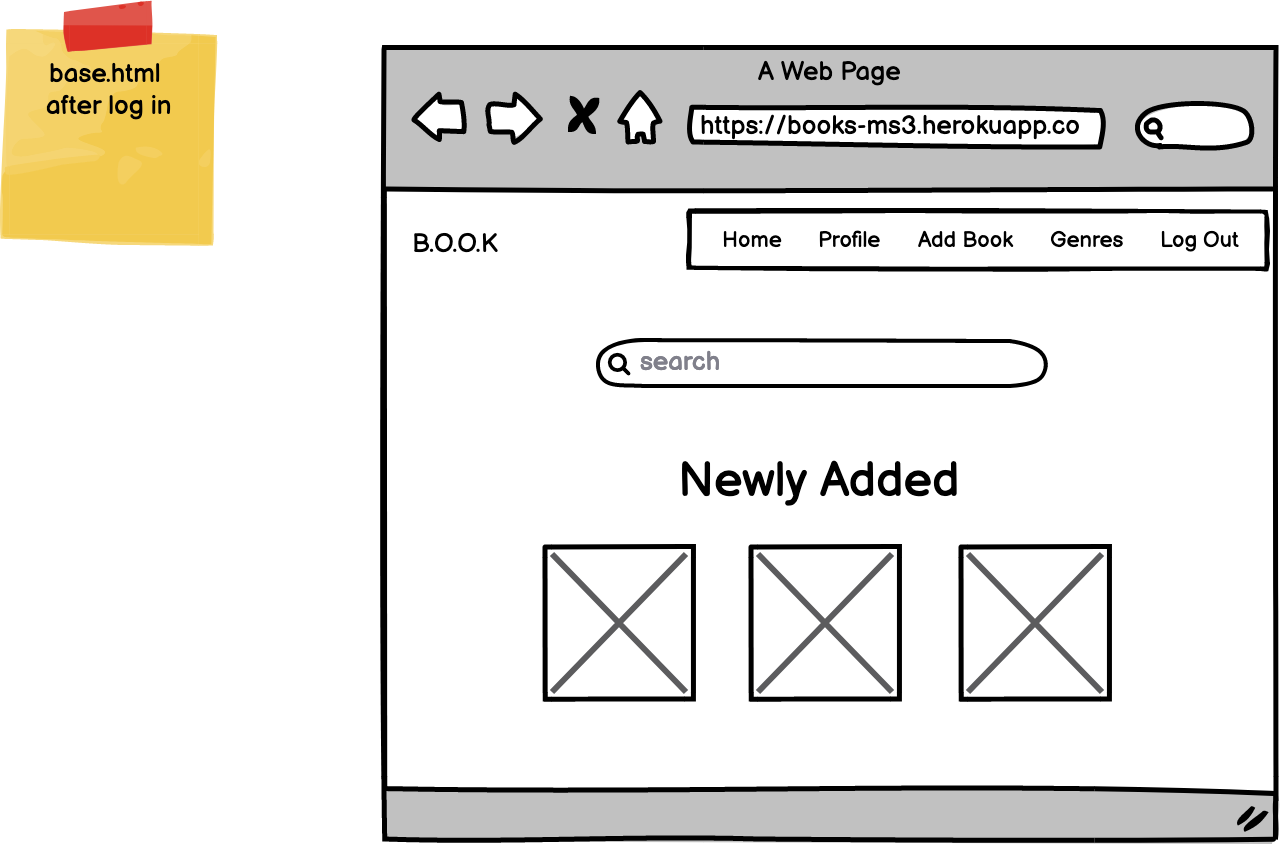 base.html
after log in
A Web Page
https://books-ms3.herokuapp.co
B.O.O.K
Home Profile Add Book Genres Log Out
search
Newly Added